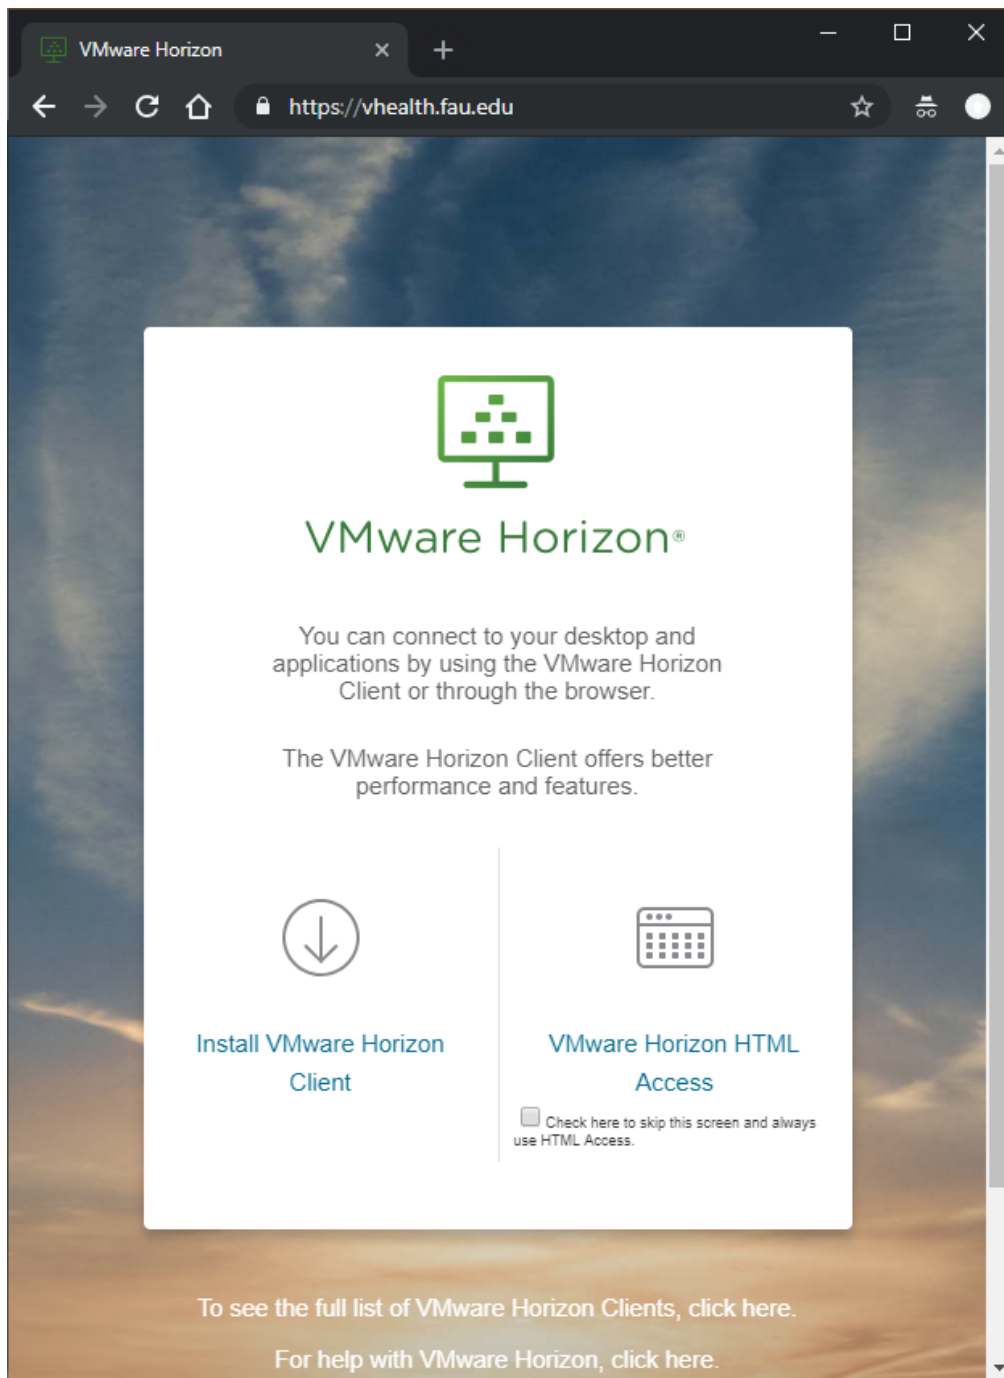 VMware Horizon
https://vhealth.fau.edu
VMware Horizon®
You can connect to your desktop and
applications by using the VMware Horizon
Client or through the browser.
The VMware Horizon Client offers better
performance and features.
Install VMware Horizon
Client
VMware Horizon HTML
Access
Check here to skip this screen and always
use HTML Access.
To see the full list of VMware Horizon Clients, click here.
For help with VMware Horizon, click here.